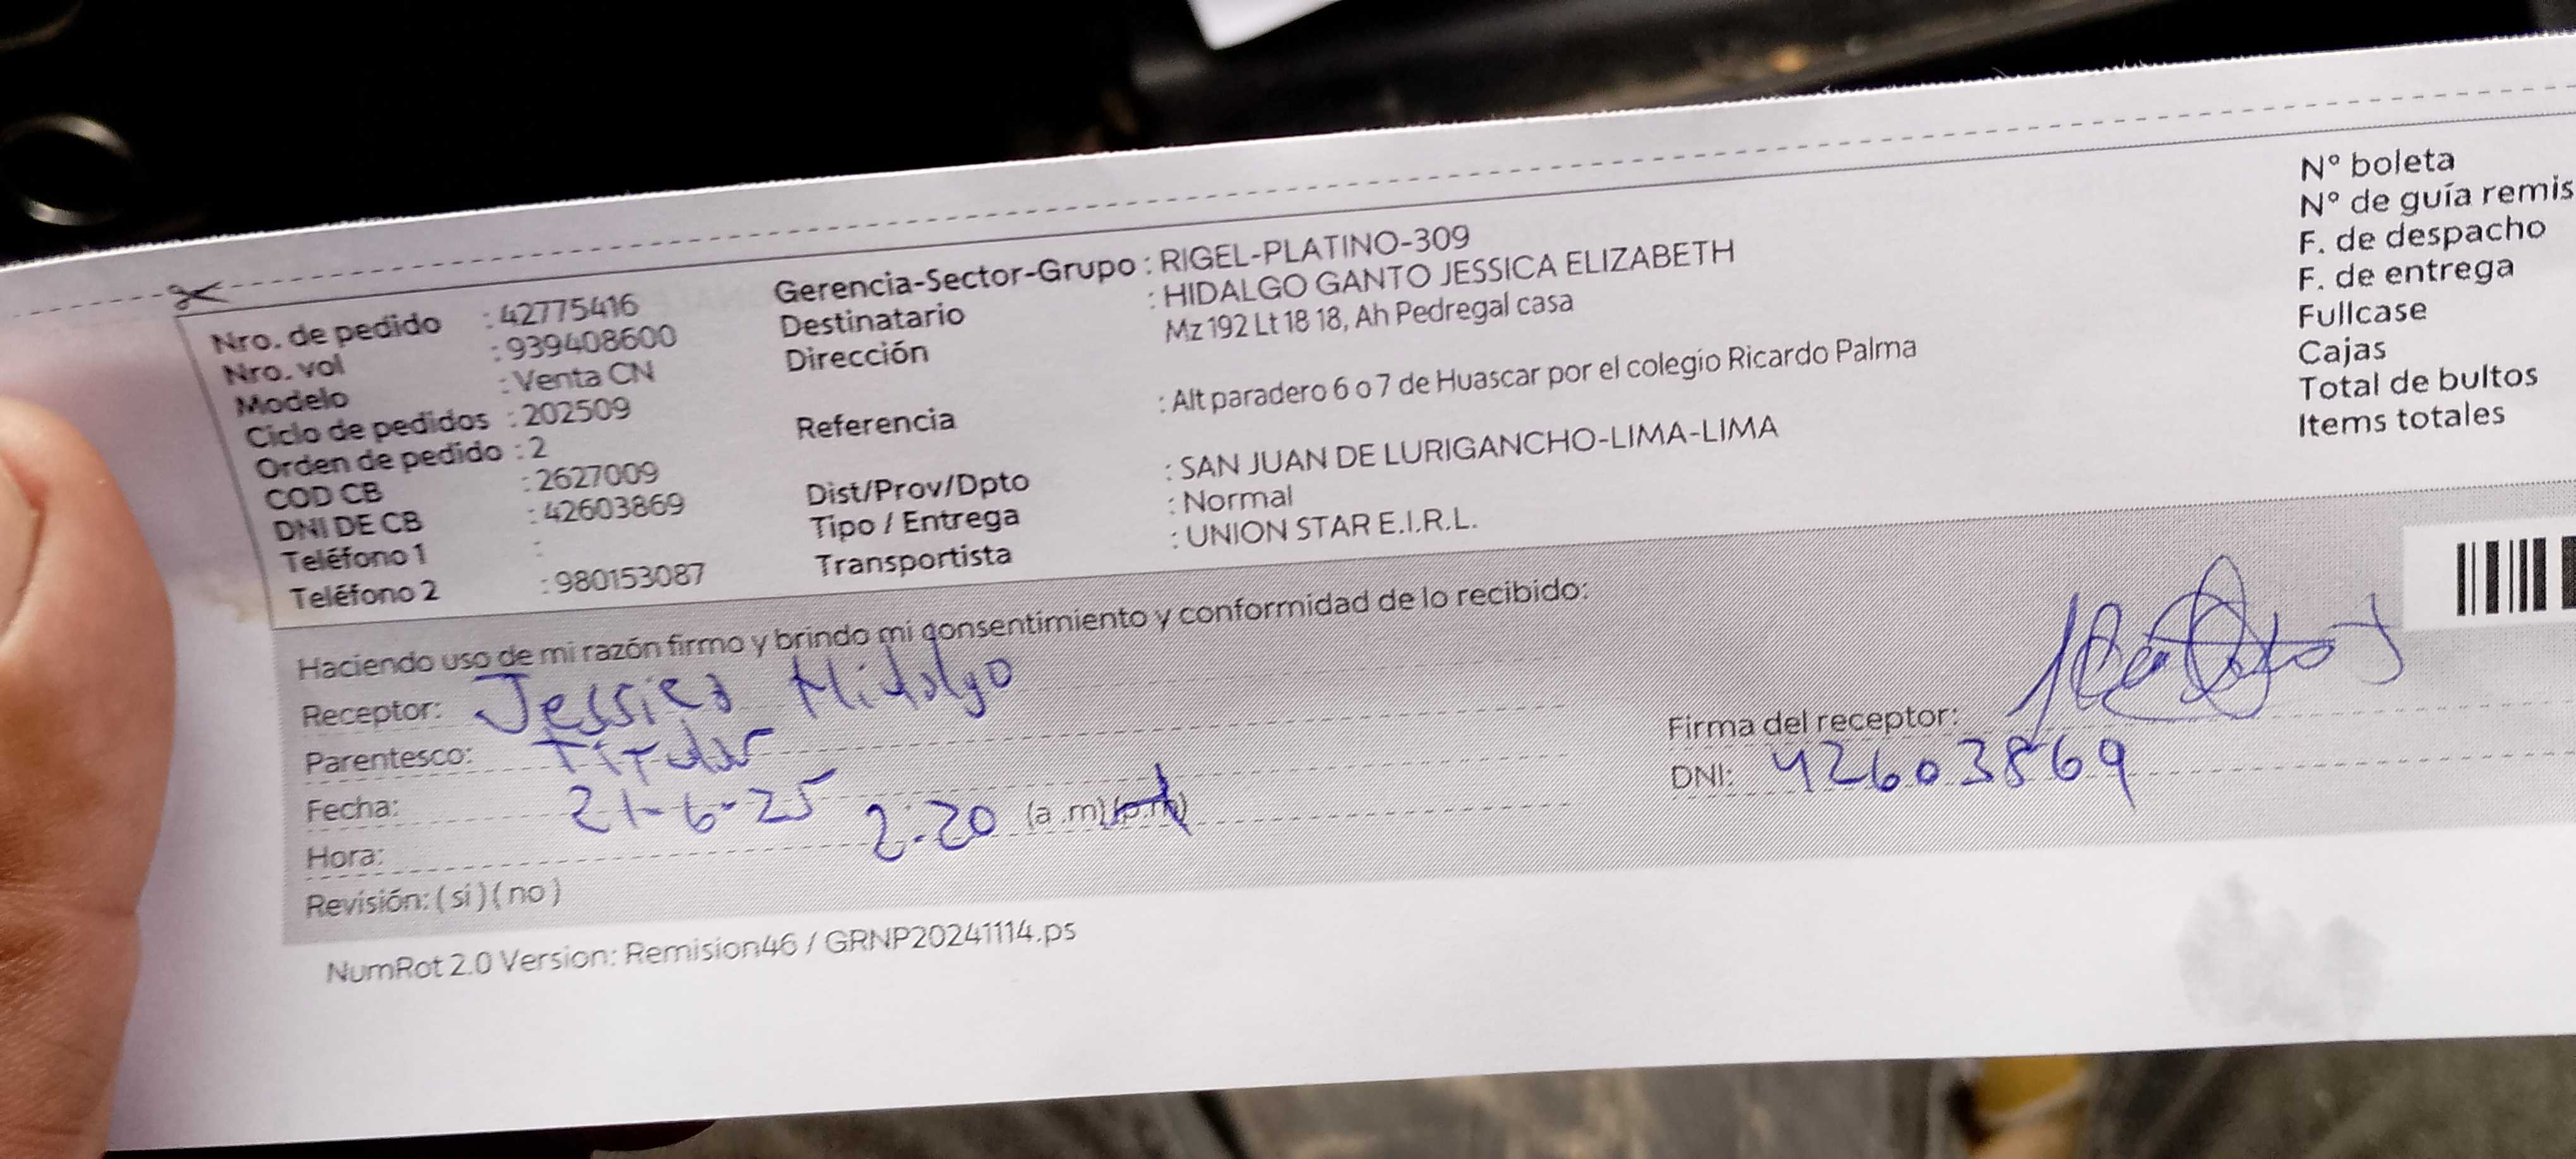 Nro. de pedido : 42775416
Nro. vol : 939408600
Modelo : Venta CN
Ciclo de pedidos : 202509
Orden de pedido : 2
COD CB : 2627009
DNI DE CB : 42603869
Teléfono 1 :
Teléfono 2 : 980153087
Gerencia-Sector-Grupo : RIGEL-PLATINO-309
Destinatario : HIDALGO GANTO JESSICA ELIZABETH
Dirección Mz 192 Lt 18 18, Ah Pedregal casa
Referencia : Alt paradero 6 o 7 de Huascar por el colegio Ricardo Palma
Dist/Prov/Dpto : SAN JUAN DE LURIGANCHO-LIMA-LIMA
Tipo / Entrega : Normal
Transportista : UNION STAR E.I.R.L.
N° boleta
N° de guía remis
F. de despacho
F. de entrega
Fullcase
Cajas
Total de bultos
Items totales
Haciendo uso de mi razón firmo y brindo mi consentimiento y conformidad de lo recibido:
Receptor: Jessica Hidalgo
Parentesco: Titular
Fecha: 21-6-25
Hora: 2:20 (a .m)(p.m)
Revisión: ( si ) ( no )
Firma del receptor:
DNI: 42603869
NumRot 2.0 Version: Remision46 / GRNP20241114.ps